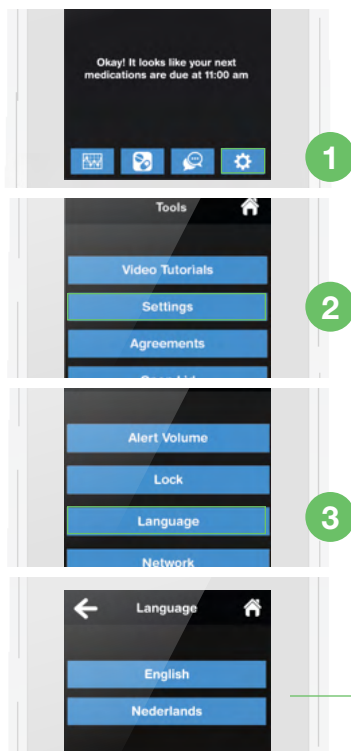 Okay! It looks like your next
medications are due at 11:00 am
1
Tools
Video Tutorials
Settings
2
Agreements
Alert Volume
Lock
Language
3
Network
Language
English
Nederlands